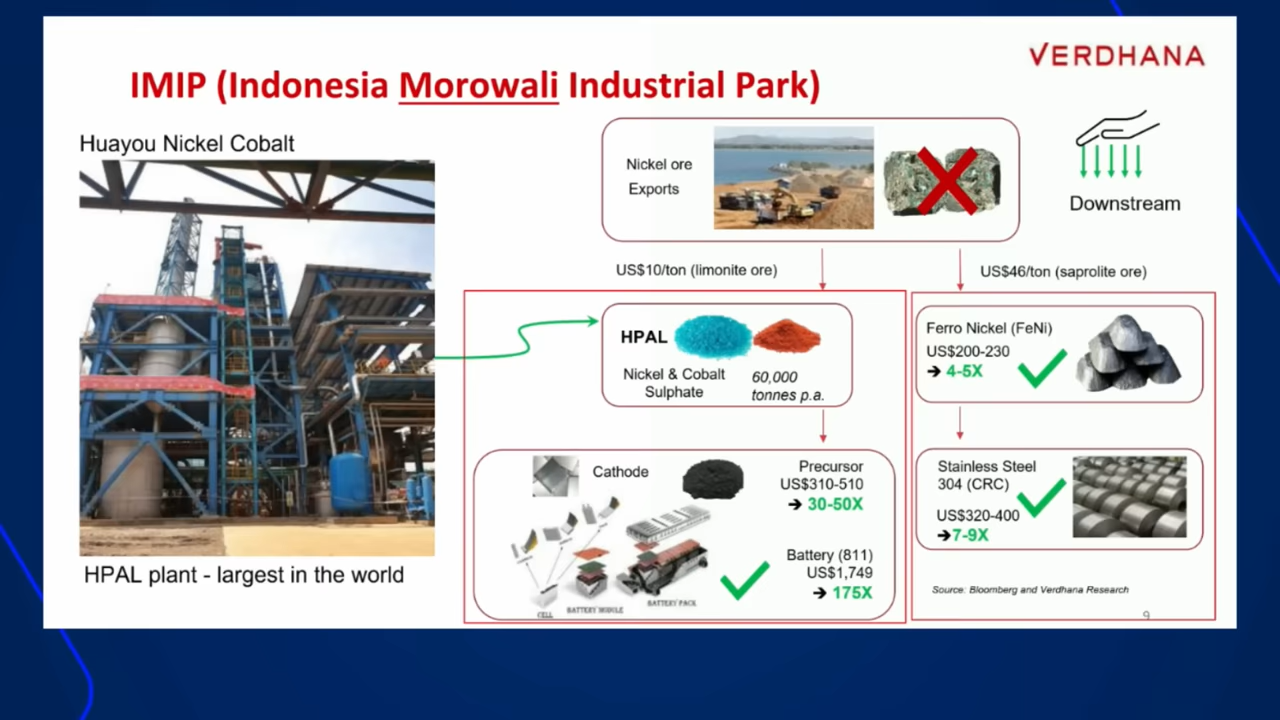 VERDHANA
IMIP (Indonesia Morowali Industrial Park)
Huayou Nickel Cobalt
HPAL plant - largest in the world
Nickel ore
Exports
Downstream
US$10/ton (limonite ore)
US$46/ton (saprolite ore)
HPAL
Nickel & Cobalt
Sulphate
60,000
tonnes p.a.
Cathode
Precursor
US$310-510
→ 30-50X
CELL
BATTERY MODULE
BATTERY PACK
Battery (811)
US$1,749
→ 175X
Ferro Nickel (FeNi)
US$200-230
→ 4-5X
Stainless Steel
304 (CRC)
US$320-400
→7-9X
Source: Bloomberg and Verdhana Research
9